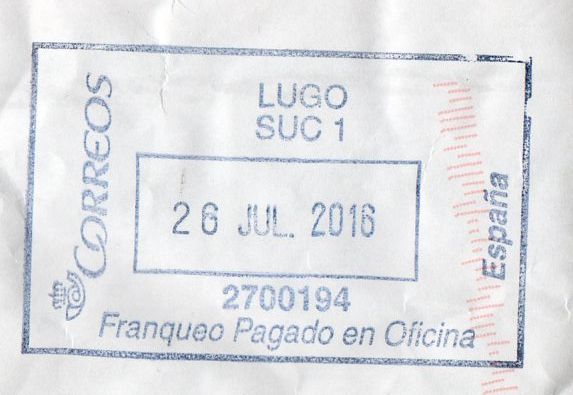 CORREOS
LUGO
SUC 1
26 JUL. 2016
2700194
Franqueo Pagado en Oficina
España